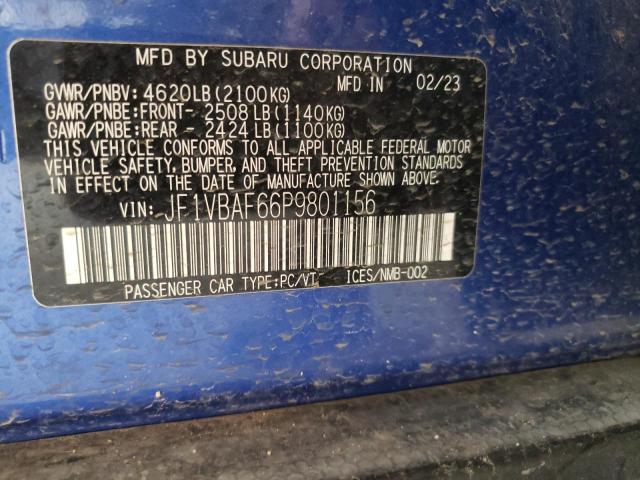 MFD BY SUBARU CORPORATION
MFD IN 02/23
GVWR/PNBV: 4620LB(2100KG)
GAWR/PNBE:FRONT- 2508LB(1140KG)
GAWR/PNBE:REAR - 2424LB(1100KG)
THIS VEHICLE CONFORMS TO ALL APPLICABLE FEDERAL MOTOR
VEHICLE SAFETY, BUMPER, AND THEFT PREVENTION STANDARDS
IN EFFECT ON THE DATE OF MANUFACTURE SHOWN ABOVE.
VIN: JF1VBAF66P9801156
PASSENGER CAR TYPE:PC/VT ICES/NMB-002